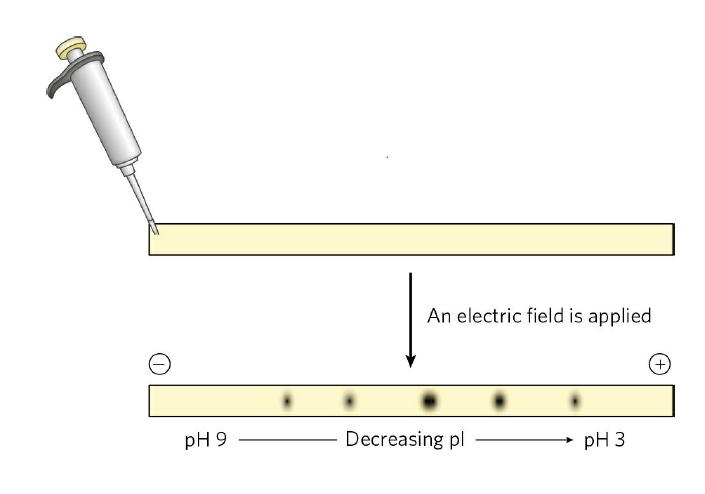 An electric field is applied
− +
pH 9 Decreasing pI pH 3